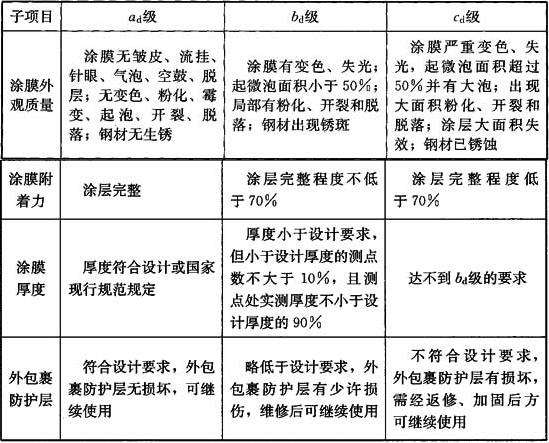 子项目
ad级
bd级
cd级
涂膜外
观质量
涂膜无皱皮、流挂、
针眼、气泡、空鼓、脱
层；无变色、粉化、霉
变、起泡、开裂、脱
落；钢材无生锈
涂膜有变色、失光；
起微泡面积小于50%；
局部有粉化、开裂和脱
落；钢材出现锈斑
涂膜严重变色、失
光，起微泡面积超过
50%并有大泡；出现
大面积粉化、开裂和
脱落；涂层大面积失
效；钢材已锈蚀
涂膜附
着力
涂层完整
涂层完整程度不低
于70%
涂层完整程度低
于70%
涂膜
厚度
厚度符合设计或国家
现行规范规定
厚度小于设计要求，
但小于设计厚度的测点
数不大于10%，且测
点处实测厚度不小于设
计厚度的90%
达不到bd级的要求
外包裹
防护层
符合设计要求，外包
裹防护层无损坏，可继
续使用
略低于设计要求，外
包裹防护层有少许损
伤，维修后可继续使用
不符合设计要求，
外包裹防护层有损坏，
需经返修、加固后方
可继续使用